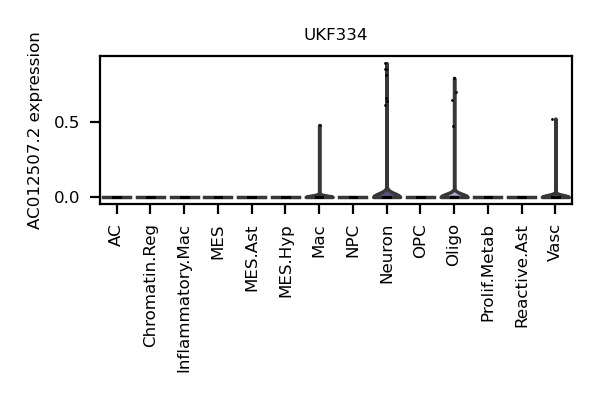 UKF334
AC012507.2 expression
0.5
0.0
AC
Chromatin.Reg
Inflammatory.Mac
MES
MES.Ast
MES.Hyp
Mac
NPC
Neuron
OPC
Oligo
Prolif.Metab
Reactive.Ast
Vasc